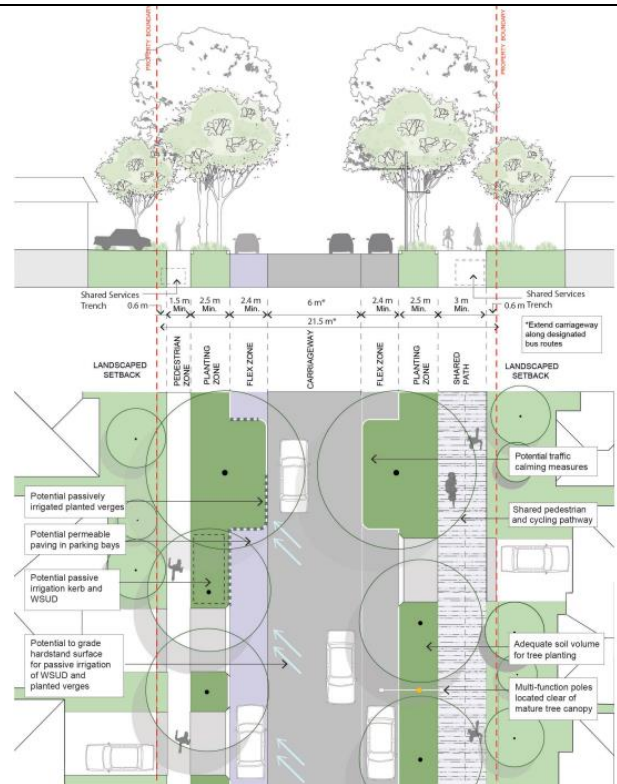 PROPERTY BOUNDARY
PROPERTY BOUNDARY
Shared Services
Trench
0.6 m
1.5 m
Min.
2.5 m
Min.
2.4 m
Min.
6 m*
2.4 m
Min.
2.5 m
Min.
3 m
Min.
Shared Services
Trench
0.6 m
21.5 m*
*Extend carriageway
along designated
bus routes
LANDSCAPED
SETBACK
PEDESTRIAN
ZONE
PLANTING
ZONE
FLEX ZONE
CARRIAGEWAY
FLEX ZONE
PLANTING
ZONE
SHARED
PATH
LANDSCAPED
SETBACK
Potential passively
irrigated planted verges
Potential permeable
paving in parking bays
Potential passive
irrigation kerb and
WSUD
Potential to grade
hardstand surface
for passive irrigation
of WSUD and
planted verges
Potential traffic
calming measures
Shared pedestrian
and cycling pathway
Adequate soil volume
for tree planting
Multi-function poles
located clear of
mature tree canopy